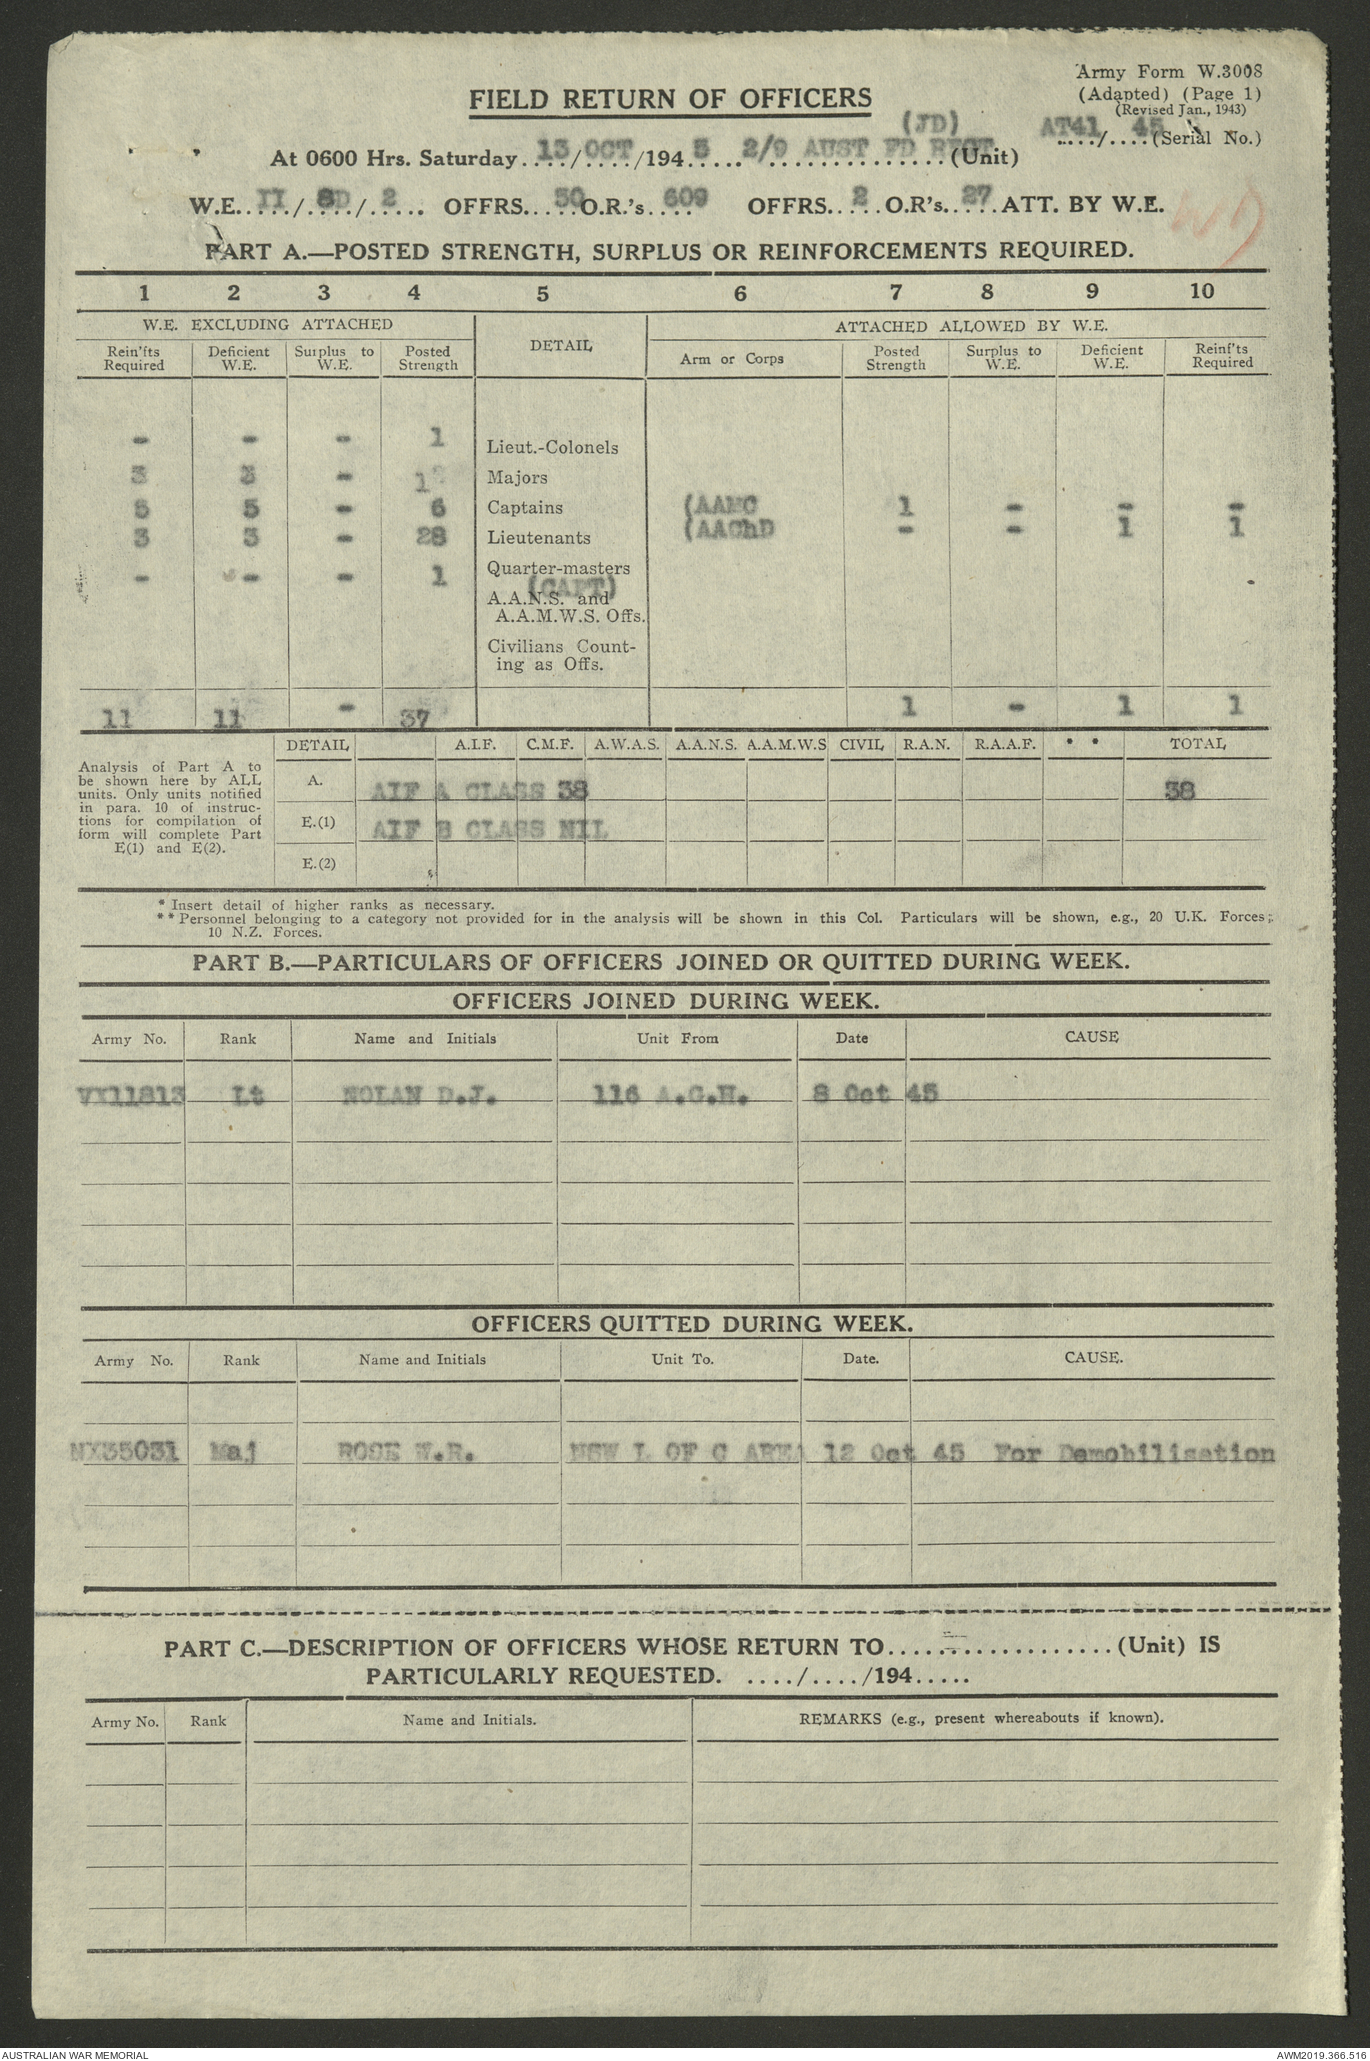 Army Form W.3008
(Adapted) (Page 1)
(Revised Jan., 1943)
FIELD RETURN OF OFFICERS
(JD) AT41 45
..../....(Serial No.)
At 0600 Hrs. Saturday 13/OCT/1945 2/9 AUST FD REGT (Unit)
W.E. II/8D/2 OFFRS. 50 O.R.'s. 609 OFFRS. 2 O.R's. 27 ATT. BY W.E.
WD
PART A.—POSTED STRENGTH, SURPLUS OR REINFORCEMENTS REQUIRED.
1 2 3 4 5 6 7 8 9 10
W.E. EXCLUDING ATTACHED DETAIL ATTACHED ALLOWED BY W.E.
Rein'fts Required Deficient W.E. Surplus to W.E. Posted Strength Arm or Corps Posted Strength Surplus to W.E. Deficient W.E. Reinf'ts Required
- - - 1 Lieut.-Colonels
3 3 - 1 Majors
5 5 - 6 Captains (AAMC 1 - - -
3 3 - 28 Lieutenants (AAChD - - 1 1
- - - 1 Quarter-masters
(CAPT)
A.A.N.S. and
A.A.M.W.S. Offs.
Civilians Count-
ing as Offs.
11 11 - 37 1 - 1 1
DETAIL A.I.F. C.M.F. A.W.A.S. A.A.N.S. A.A.M.W.S CIVIL R.A.N. R.A.A.F. * * TOTAL
Analysis of Part A to
be shown here by ALL
units. Only units notified
in para. 10 of instruc-
tions for compilation of
form will complete Part
E(1) and E(2).
A. AIF A CLASS 38 38
E.(1) AIF B CLASS NIL
E.(2)
* Insert detail of higher ranks as necessary.
** Personnel belonging to a category not provided for in the analysis will be shown in this Col. Particulars will be shown, e.g., 20 U.K. Forces;
10 N.Z. Forces.
PART B.—PARTICULARS OF OFFICERS JOINED OR QUITTED DURING WEEK.
OFFICERS JOINED DURING WEEK.
Army No. Rank Name and Initials Unit From Date CAUSE
VX11813 Lt NOLAN D.J. 116 A.G.H. 8 Oct 45
OFFICERS QUITTED DURING WEEK.
Army No. Rank Name and Initials Unit To. Date. CAUSE.
NX35031 Maj ROSE W.R. NSW L OF C AREA 12 Oct 45 For Demobilisation
PART C.—DESCRIPTION OF OFFICERS WHOSE RETURN TO....-..............(Unit) IS
PARTICULARLY REQUESTED. ..../..../194.....
Army No. Rank Name and Initials. REMARKS (e.g., present whereabouts if known).
AUSTRALIAN WAR MEMORIAL AWM2019.366.516